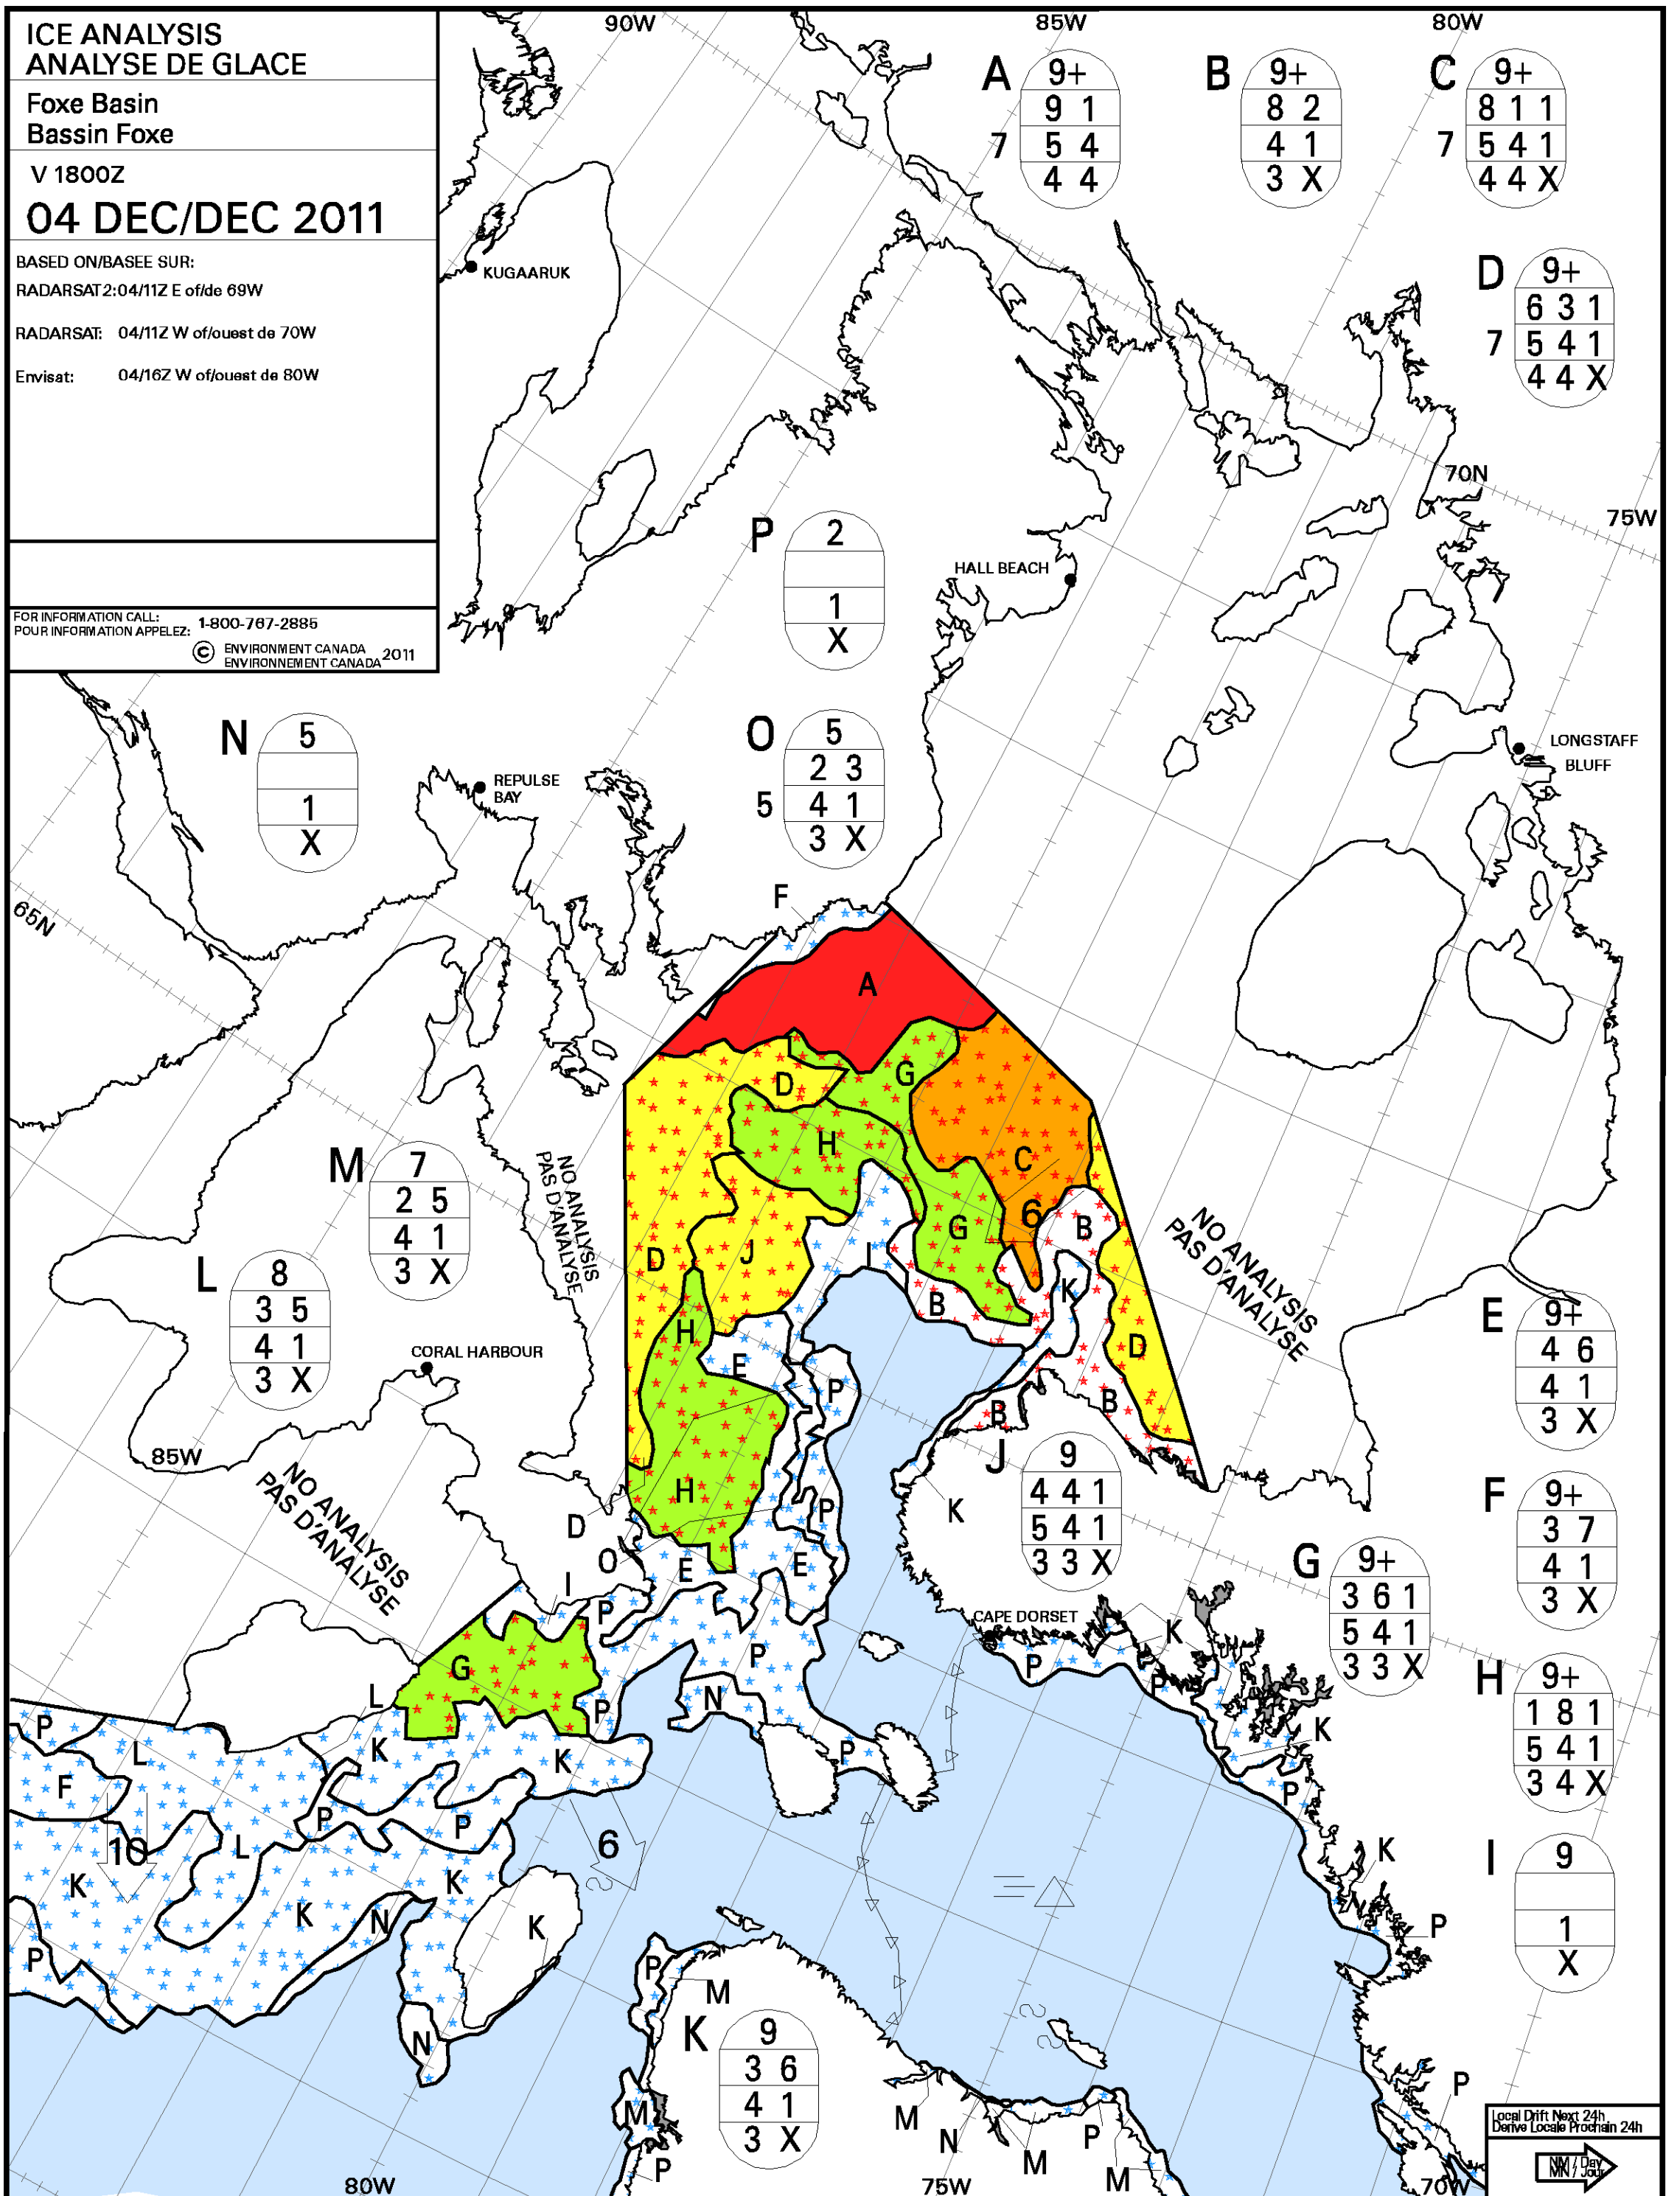 ICE ANALYSIS
ANALYSE DE GLACE
Foxe Basin
Bassin Foxe
V 1800Z
04 DEC/DEC 2011
BASED ON/BASEE SUR:
RADARSAT2:04/11Z E of/de 69W
RADARSAT: 04/11Z W of/ouest de 70W
Envisat: 04/16Z W of/ouest de 80W
FOR INFORMATION CALL:
POUR INFORMATION APPELEZ: 1-800-767-2885
© ENVIRONMENT CANADA
ENVIRONNEMENT CANADA 2011
90W
85W
80W
A
9+
9 1
7 5 4
4 4
B
9+
8 2
4 1
3 X
C
9+
8 1 1
7 5 4 1
4 4 X
D
9+
6 3 1
7 5 4 1
4 4 X
KUGAARUK
70N
75W
P
2
1
X
HALL BEACH
N
5
1
X
O
5
2 3
5 4 1
3 X
REPULSE
BAY
LONGSTAFF
BLUFF
65N
F
A
D
G
H
C
6
B
G
I
J
D
K
B
H
E
P
D
B
B
NO ANALYSIS
PAS D'ANALYSE
NO ANALYSIS
PAS D'ANALYSE
M
7
2 5
4 1
3 X
L
8
3 5
4 1
3 X
CORAL HARBOUR
85W
NO ANALYSIS
PAS D'ANALYSE
E
9+
4 6
4 1
3 X
J
9
4 4 1
5 4 1
3 3 X
F
9+
3 7
4 1
3 X
G
9+
3 6 1
5 4 1
3 3 X
H
9+
1 8 1
5 4 1
3 4 X
I
9
1
X
H
P
K
D
O
E
E
I
P
CAPE DORSET
K
P
P
G
P
N
L
P
K
P
L
K
K
P
F
P
P
K
P
10
L
6
K
K
K
N
K
P
K
P
N
P
M
K
9
3 6
4 1
3 X
M
P
M
N
M
P
M
P
80W
75W
70W
Local Drift Next 24h
Derive Locale Prochain 24h
NM / Day
MN / Jour